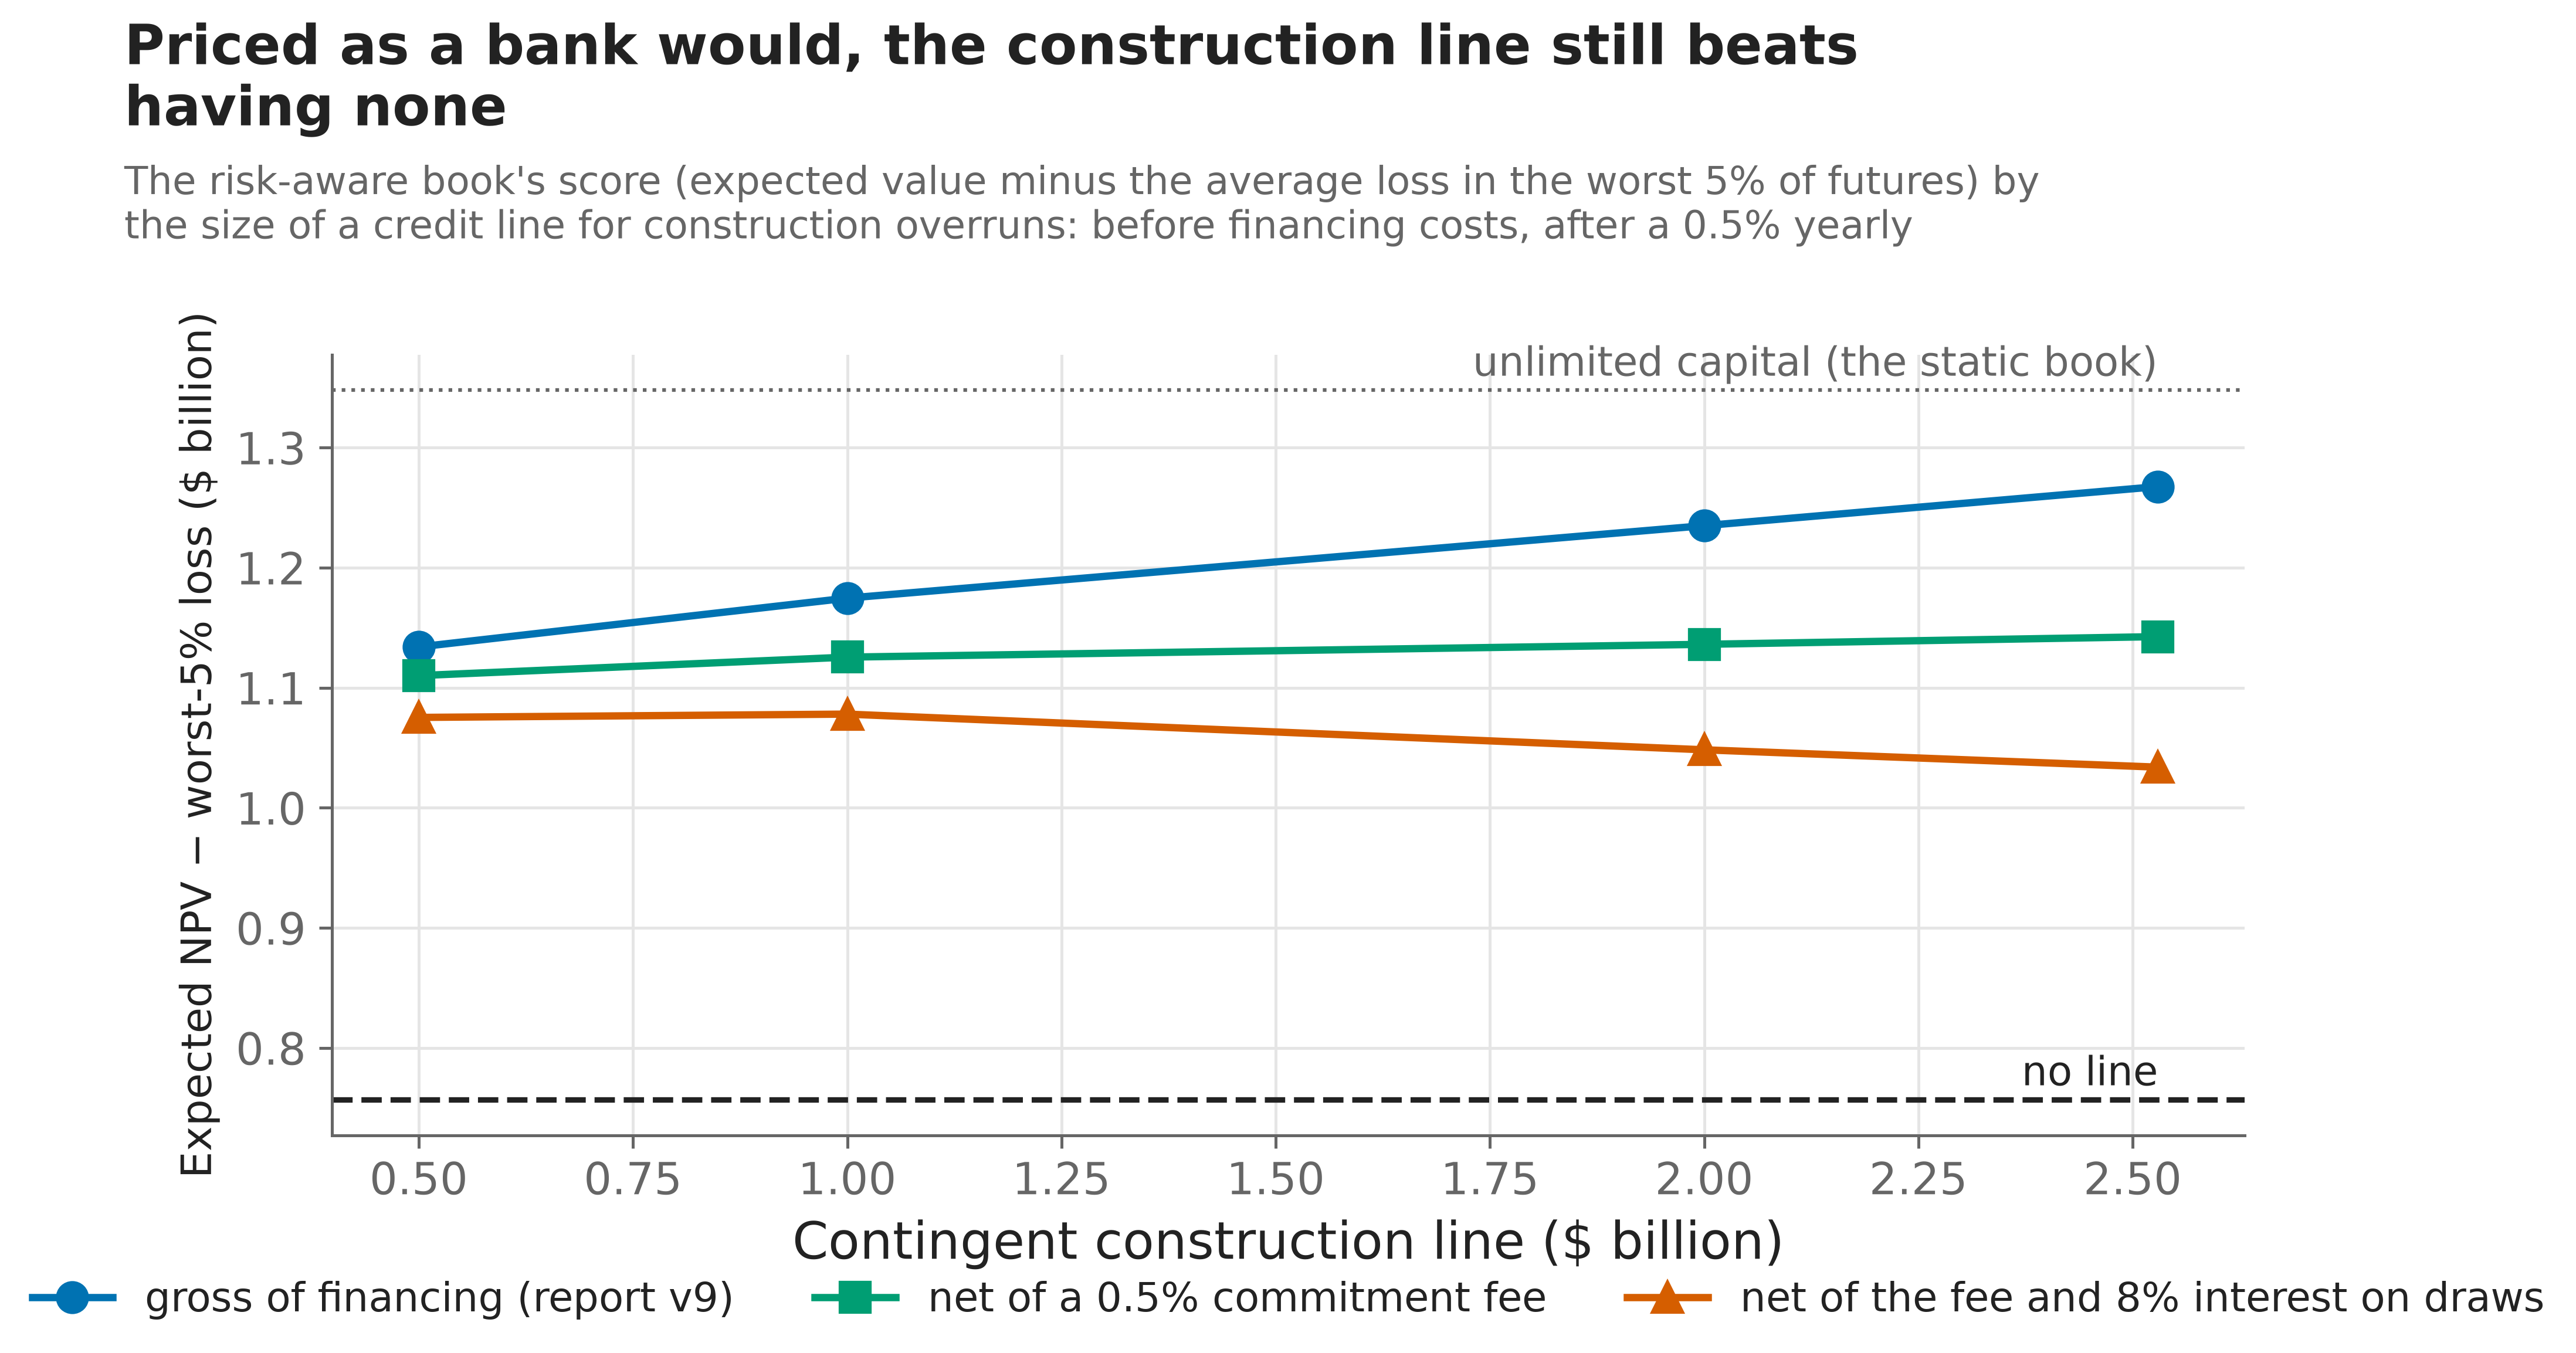 Priced as a bank would, the construction line still beats
having none
The risk-aware book's score (expected value minus the average loss in the worst 5% of futures) by
the size of a credit line for construction overruns: before financing costs, after a 0.5% yearly
Expected NPV − worst-5% loss ($ billion)
unlimited capital (the static book)
1.3
1.2
1.1
1.0
0.9
0.8
no line
0.50 0.75 1.00 1.25 1.50 1.75 2.00 2.25 2.50
Contingent construction line ($ billion)
gross of financing (report v9) net of a 0.5% commitment fee net of the fee and 8% interest on draws